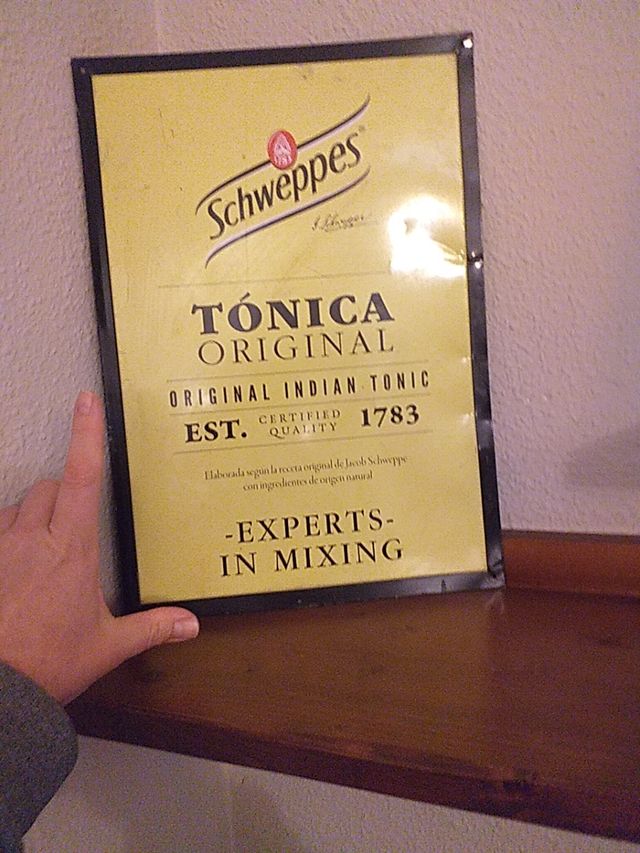 Schweppes
TÓNICA
ORIGINAL
ORIGINAL INDIAN TONIC
EST. CERTIFIED QUALITY 1783
Elaborada según la receta original de Jacob Schweppe
con ingredientes de origen natural
-EXPERTS-
IN MIXING